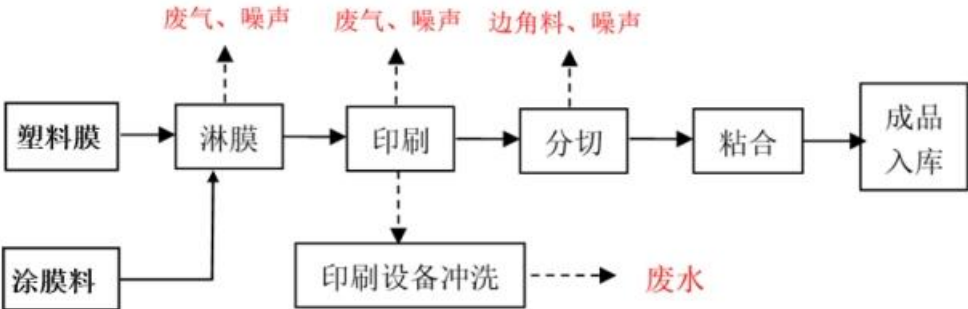 废气、噪声
废气、噪声
边角料、噪声
塑料膜
淋膜
印刷
分切
粘合
成品
入库
涂膜料
印刷设备冲洗
废水